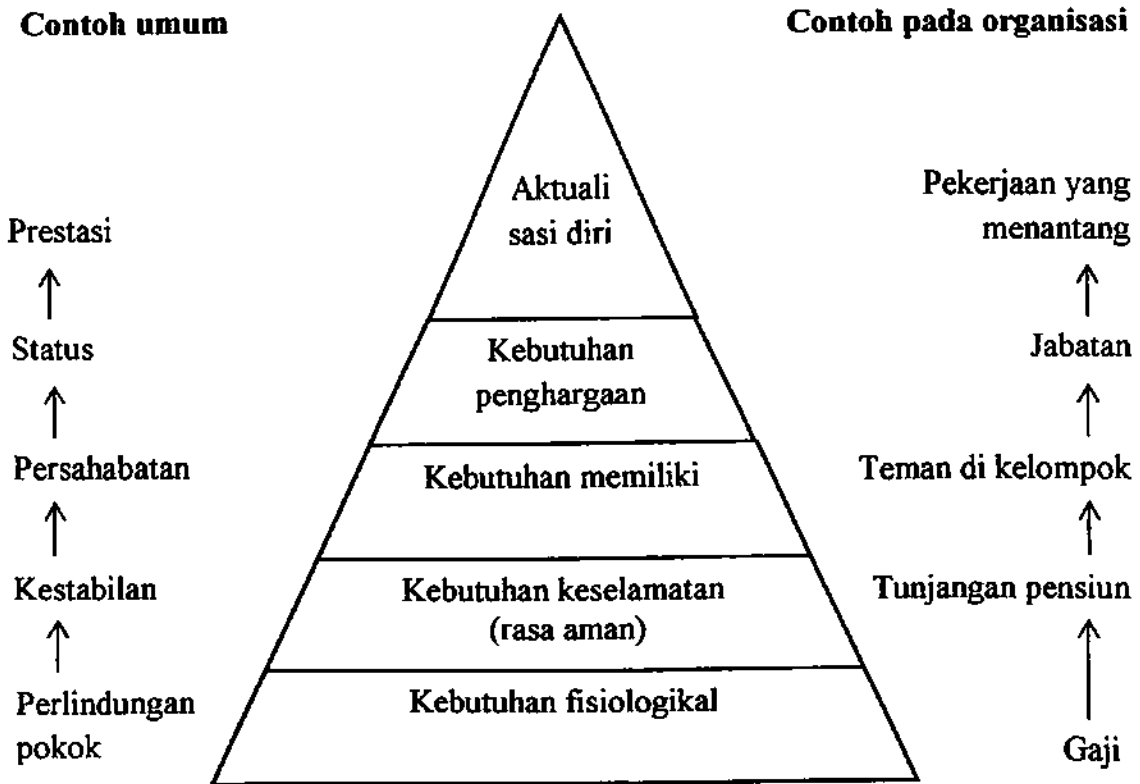 Contoh umum
Contoh pada organisasi
Aktuali
sasi diri
Pekerjaan yang
menantang
Prestasi
Status
Kebutuhan
penghargaan
Jabatan
Persahabatan
Kebutuhan memiliki
Teman di kelompok
Kestabilan
Kebutuhan keselamatan
(rasa aman)
Tunjangan pensiun
Perlindungan
pokok
Kebutuhan fisiologikal
Gaji